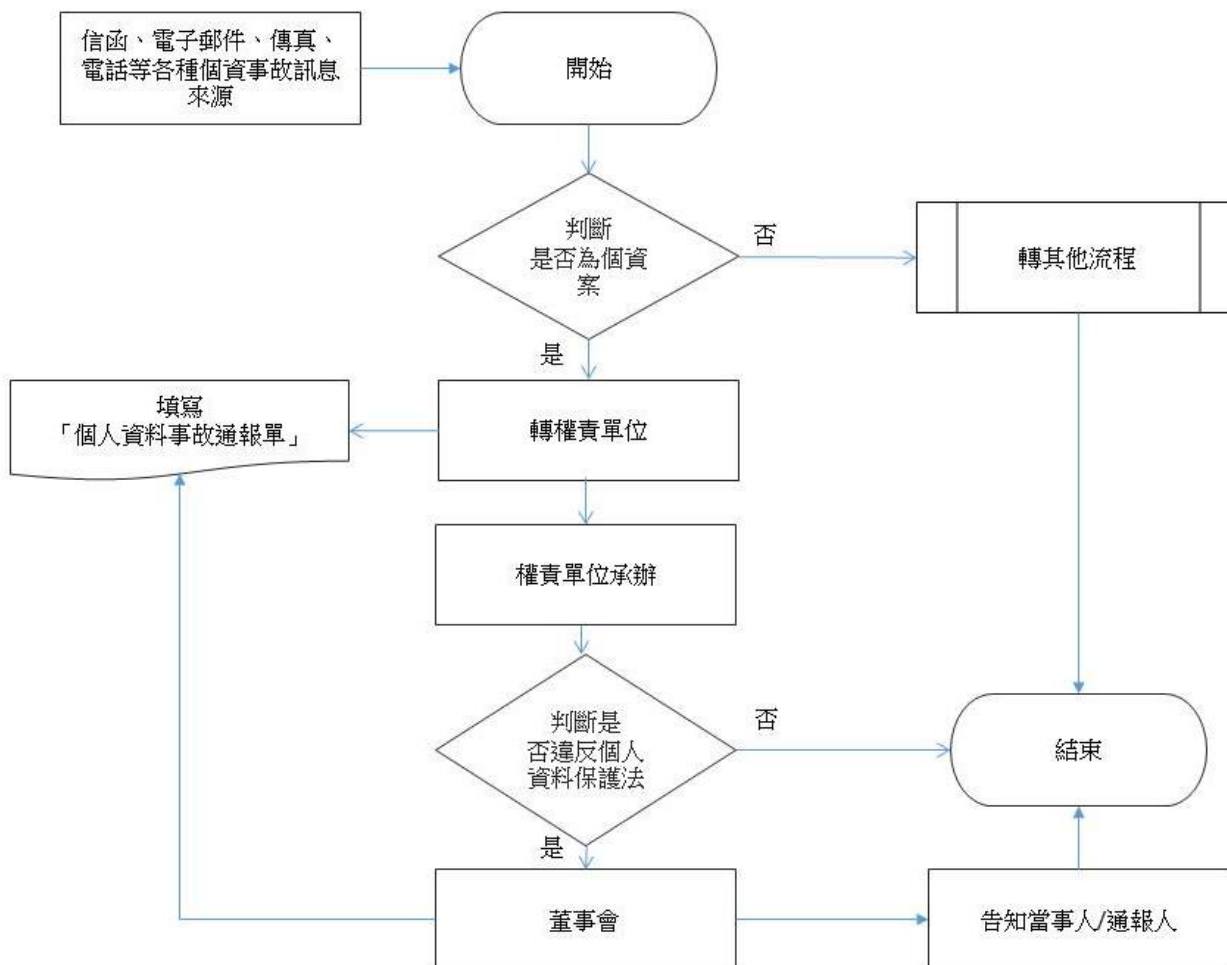 信函、電子郵件、傳真、
電話等各種個資事故訊息
來源
開始
判斷
是否為個資
案
否
轉其他流程
是
填寫
「個人資料事故通報單」
轉權責單位
權責單位承辦
判斷是
否違反個人
資料保護法
否
結束
是
董事會
告知當事人/通報人